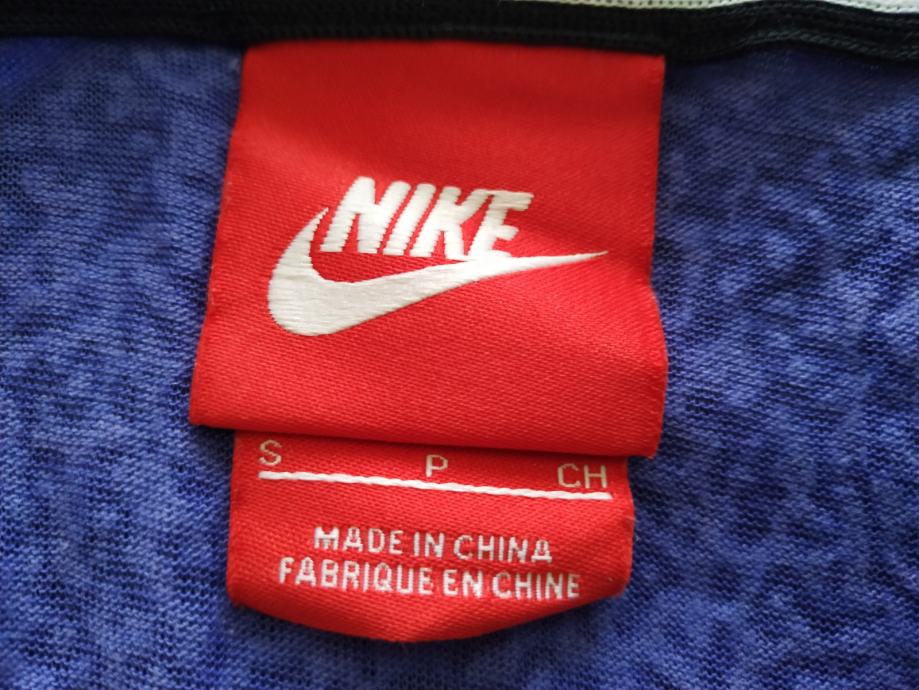 NIKE
S P CH
MADE IN CHINA
FABRIQUE EN CHINE